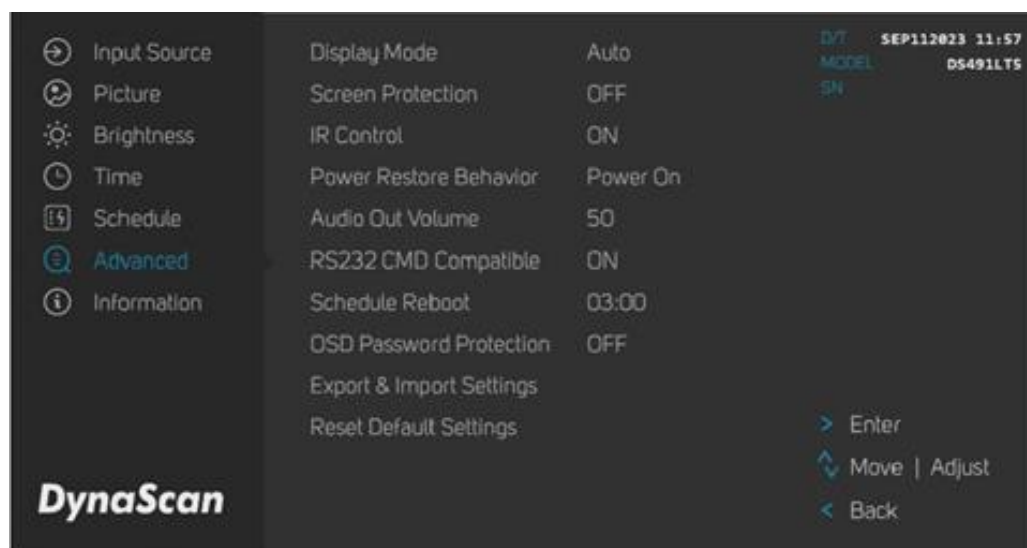 Input Source
Picture
Brightness
Time
Schedule
Advanced
Information
DynaScan
Display Mode Auto
Screen Protection OFF
IR Control ON
Power Restore Behavior Power On
Audio Out Volume 50
RS232 CMD Compatible ON
Schedule Reboot 03:00
OSD Password Protection OFF
Export & Import Settings
Reset Default Settings
D/T SEP112023 11:57
MODEL DS491LT5
SN
> Enter
Move | Adjust
< Back